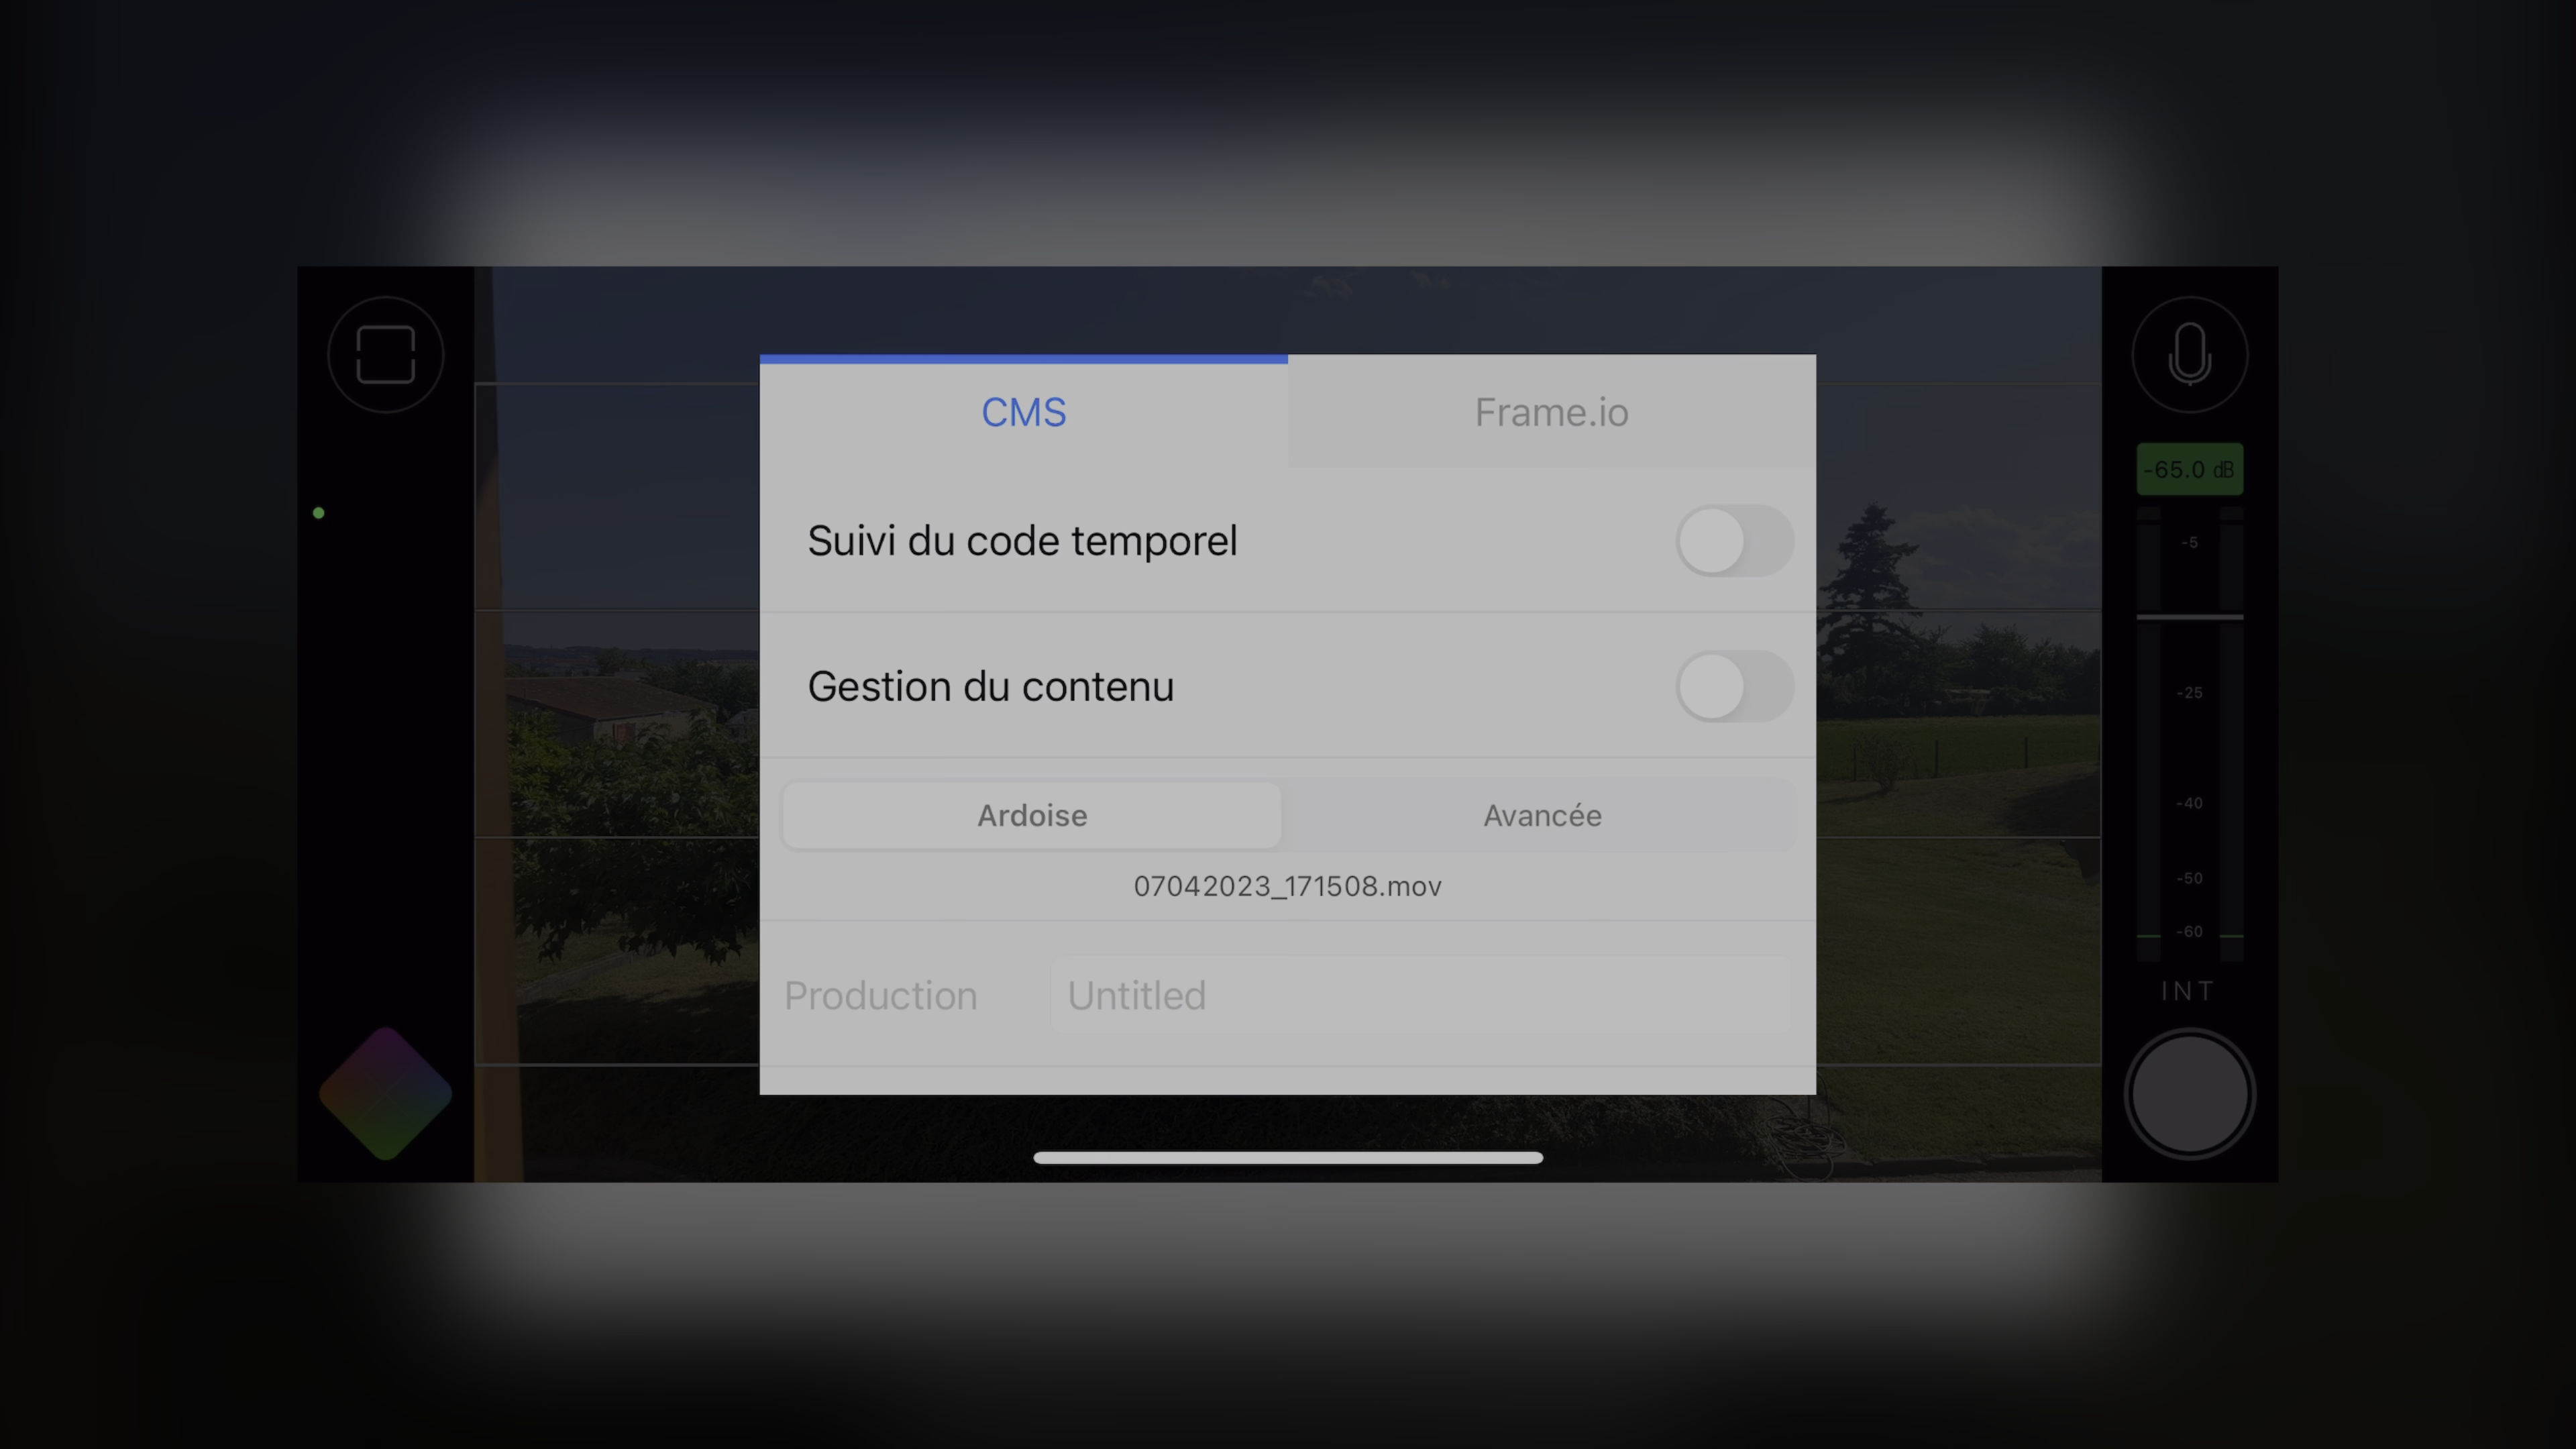 CMS
Frame.io
-65.0 dB
Suivi du code temporel
-5
Gestion du contenu
-25
Ardoise
Avancée
-40
07042023_171508.mov
-50
-60
Production
Untitled
INT